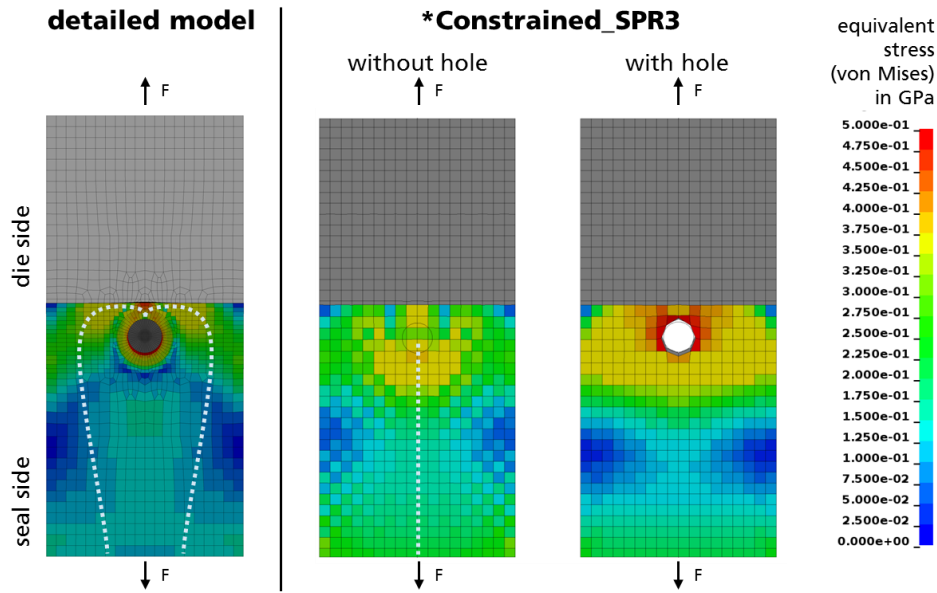 detailed model
*Constrained_SPR3
equivalent
stress
(von Mises)
in GPa
without hole
with hole
F
F
F
5.000e-01
4.750e-01
4.500e-01
4.250e-01
4.000e-01
3.750e-01
3.500e-01
3.250e-01
3.000e-01
2.750e-01
2.500e-01
2.250e-01
2.000e-01
1.750e-01
1.500e-01
1.250e-01
1.000e-01
7.500e-02
5.000e-02
2.500e-02
0.000e+00
die side
seal side
F
F
F